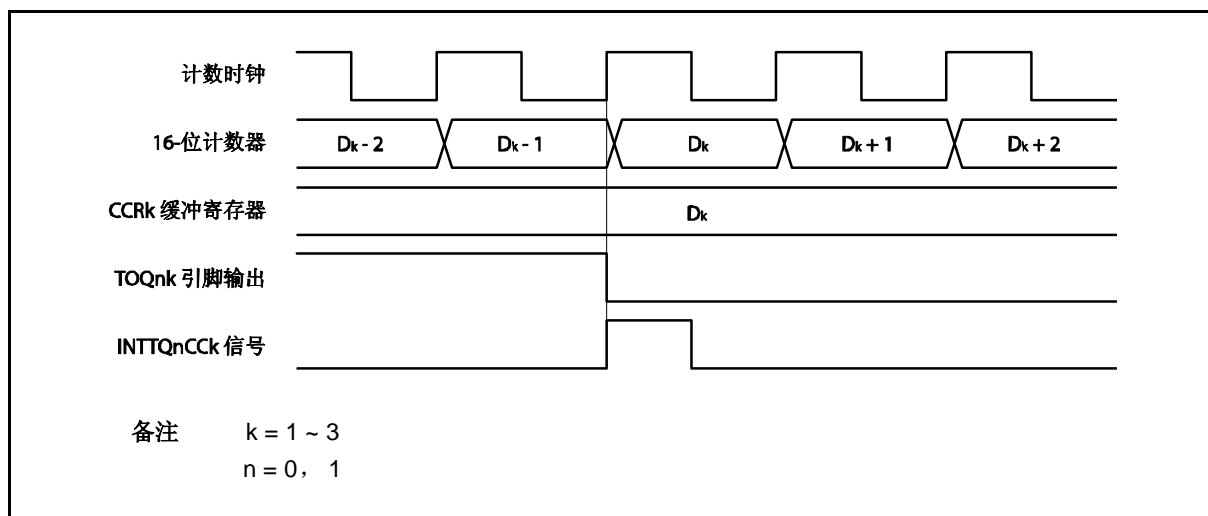 计数时钟
16-位计数器 Dk - 2 Dk - 1 Dk Dk + 1 Dk + 2
CCRk 缓冲寄存器 Dk
TOQnk 引脚输出
INTTQnCCk 信号
备注 k = 1 ~ 3
n = 0， 1